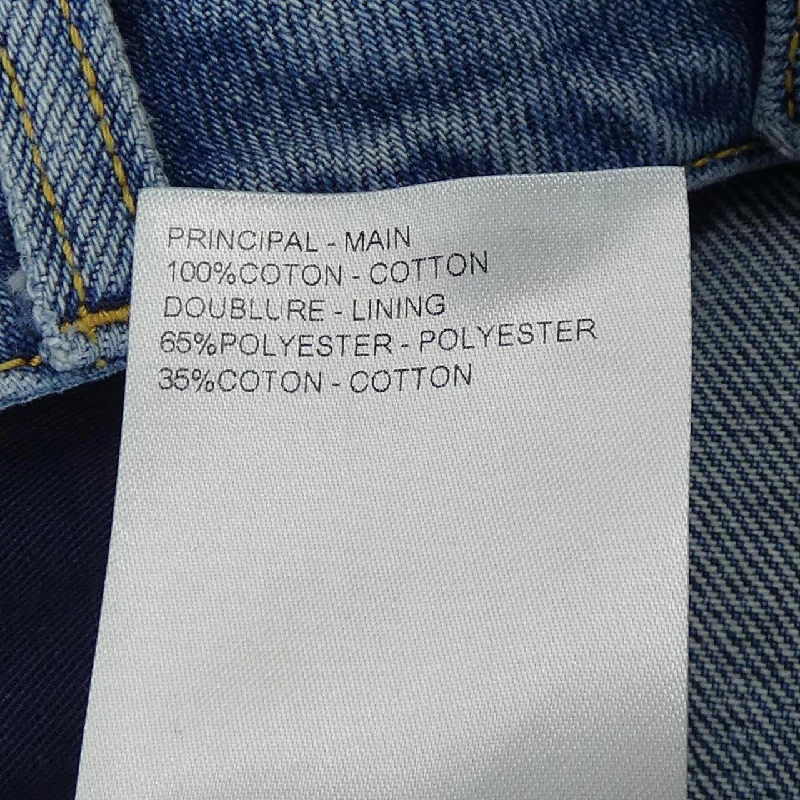 PRINCIPAL - MAIN
100%COTON - COTTON
DOUBLURE - LINING
65%POLYESTER - POLYESTER
35%COTON - COTTON